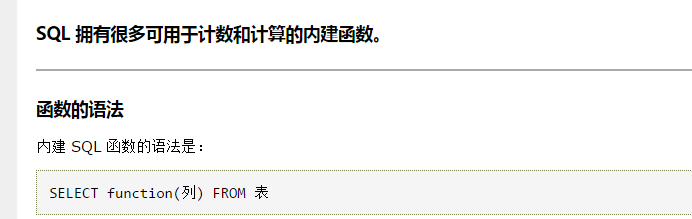 SQL 拥有很多可用于计数和计算的内建函数。
函数的语法
内建 SQL 函数的语法是：
SELECT function(列) FROM 表